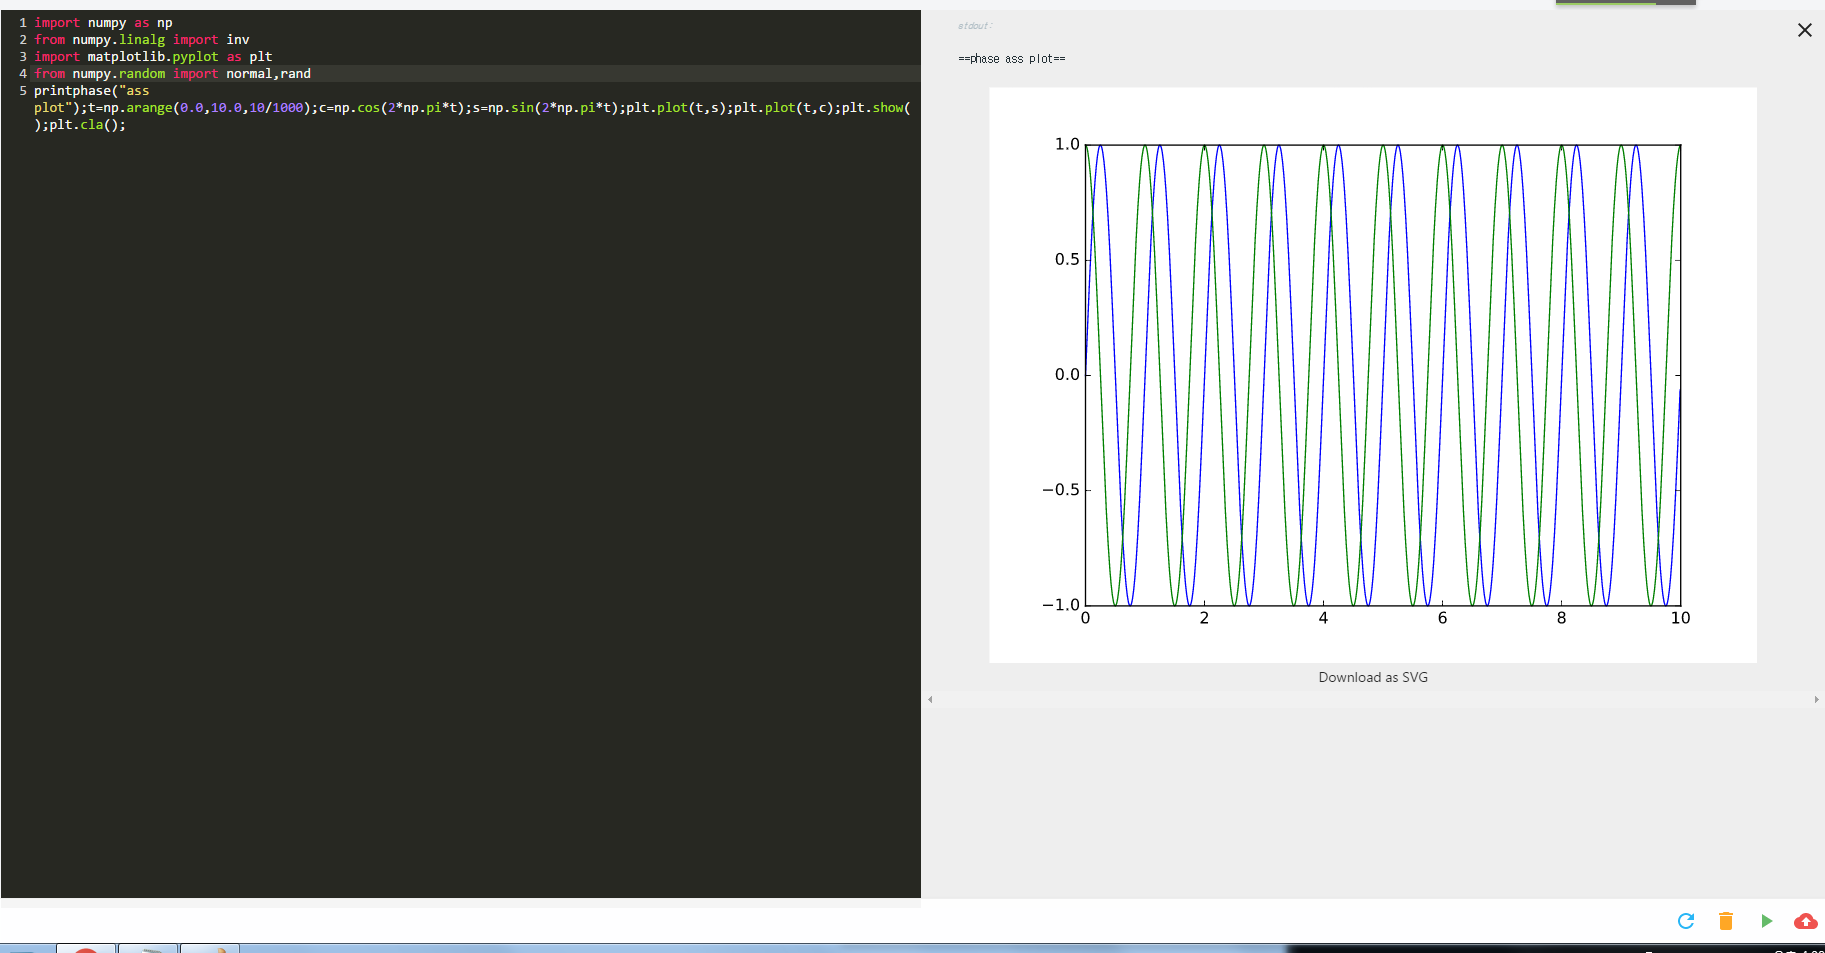 1 import numpy as np
2 from numpy.linalg import inv
3 import matplotlib.pyplot as plt
4 from numpy.random import normal,rand
5 printphase("ass
plot");t=np.arange(0.0,10.0,10/1000);c=np.cos(2*np.pi*t);s=np.sin(2*np.pi*t);plt.plot(t,s);plt.plot(t,c);plt.show(
);plt.cla();
stdout:
==phase ass plot==
1.0
0.5
0.0
−0.5
−1.0
0 2 4 6 8 10
Download as SVG